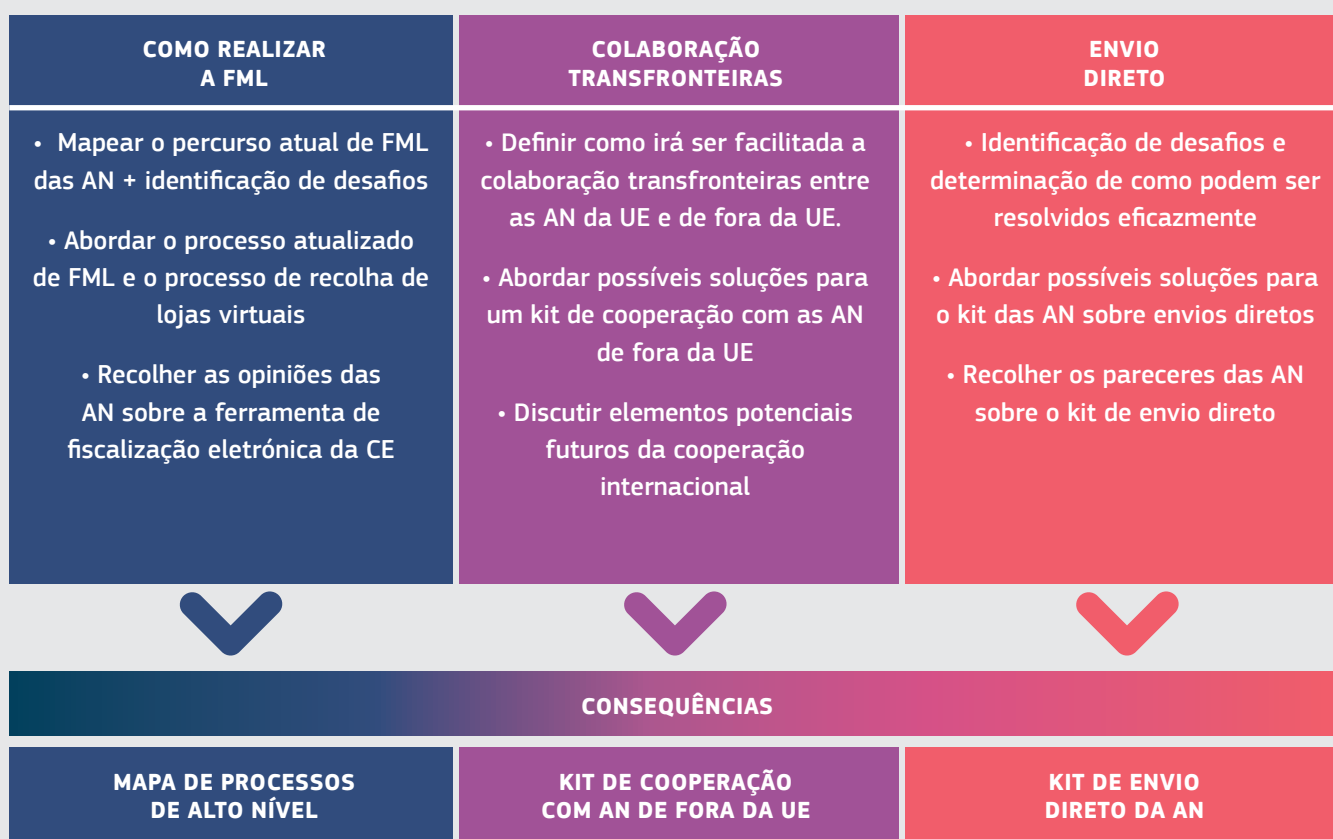 COMO REALIZAR
A FML
• Mapear o percurso atual de FML
das AN + identificação de desafios
• Abordar o processo atualizado
de FML e o processo de recolha de
lojas virtuais
• Recolher as opiniões das
AN sobre a ferramenta de
fiscalização eletrónica da CE
COLABORAÇÃO
TRANSFRONTEIRAS
• Definir como irá ser facilitada a
colaboração transfronteiras entre
as AN da UE e de fora da UE.
• Abordar possíveis soluções para
um kit de cooperação com as AN
de fora da UE
• Discutir elementos potenciais
futuros da cooperação
internacional
ENVIO
DIRETO
• Identificação de desafios e
determinação de como podem ser
resolvidos eficazmente
• Abordar possíveis soluções para
o kit das AN sobre envios diretos
• Recolher os pareceres das AN
sobre o kit de envio direto
CONSEQUÊNCIAS
MAPA DE PROCESSOS
DE ALTO NÍVEL
KIT DE COOPERAÇÃO
COM AN DE FORA DA UE
KIT DE ENVIO
DIRETO DA AN